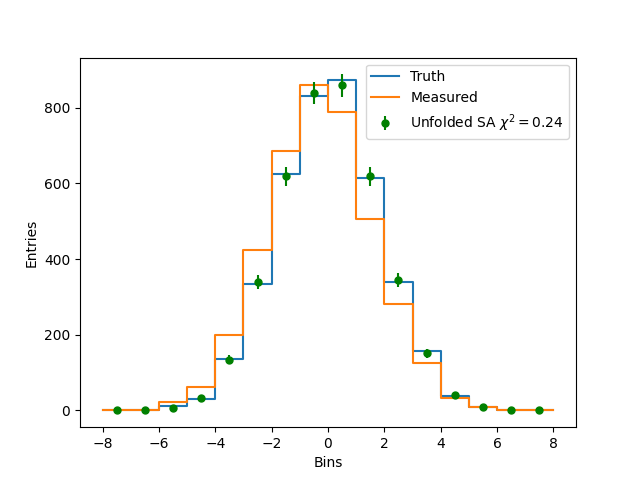 Truth
Measured
Unfolded SA χ² = 0.24
Entries
800
600
400
200
0
−8 −6 −4 −2 0 2 4 6 8
Bins